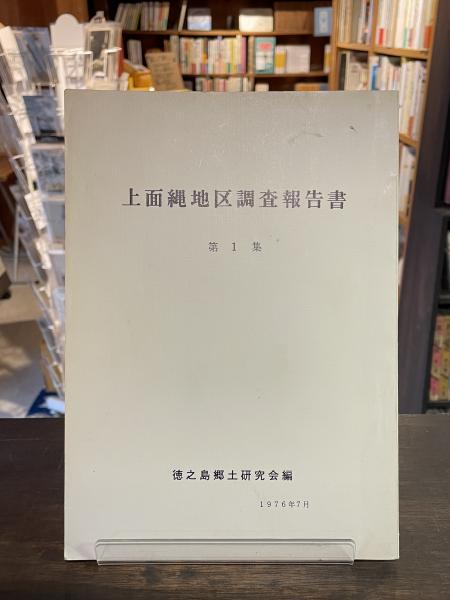 上面縄地区調査報告書
第1集
徳之島郷土研究会編
1976年7月